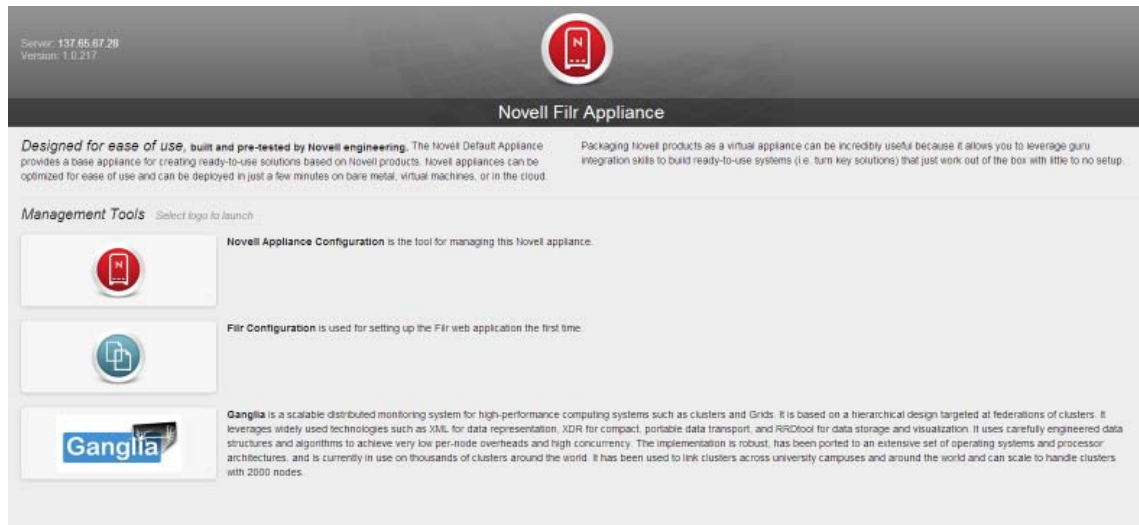 Server: 137.65.67.28
Version: 1.0.217
N
Novell Filr Appliance
Designed for ease of use, built and pre-tested by Novell engineering. The Novell Default Appliance
provides a base appliance for creating ready-to-use solutions based on Novell products. Novell appliances can be
optimized for ease of use and can be deployed in just a few minutes on bare metal, virtual machines, or in the cloud.
Packaging Novell products as a virtual appliance can be incredibly useful because it allows you to leverage guru
integration skills to build ready-to-use systems (i.e. turn key solutions) that just work out of the box with little to no setup.
Management Tools Select logo to launch
N
Novell Appliance Configuration is the tool for managing this Novell appliance.
Filr Configuration is used for setting up the Filr web application the first time.
Ganglia
Ganglia is a scalable distributed monitoring system for high-performance computing systems such as clusters and Grids. It is based on a hierarchical design targeted at federations of clusters. It
leverages widely used technologies such as XML for data representation, XDR for compact, portable data transport, and RRDtool for data storage and visualization. It uses carefully engineered data
structures and algorithms to achieve very low per-node overheads and high concurrency. The implementation is robust, has been ported to an extensive set of operating systems and processor
architectures, and is currently in use on thousands of clusters around the world. It has been used to link clusters across university campuses and around the world and can scale to handle clusters
with 2000 nodes.